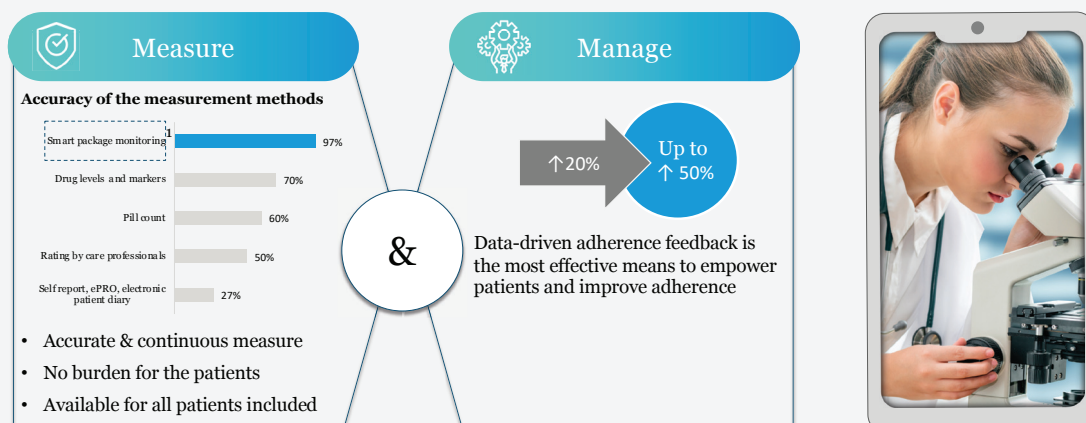 Measure
Accuracy of the measurement methods
Smart package monitoring1
97%
Drug levels and markers
70%
Pill count
60%
Rating by care professionals
50%
Self report, ePRO, electronic
patient diary
27%
• Accurate & continuous measure
• No burden for the patients
• Available for all patients included
&
Manage
↑20%
Up to
↑ 50%
Data-driven adherence feedback is
the most effective means to empower
patients and improve adherence